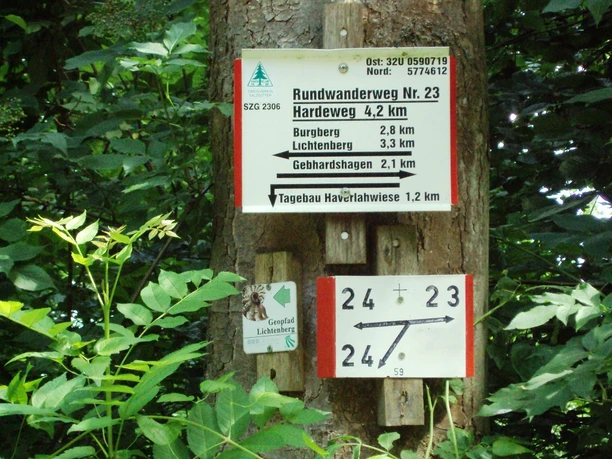 Ost: 32U 0590719
Nord: 5774612
SZG 2306
Rundwanderweg Nr. 23
Hardeweg 4,2 km
Burgberg 2,8 km
Lichtenberg 3,3 km
Gebhardshagen 2,1 km
Tagebau Haverlahwiese 1,2 km
Geopfad
Lichtenberg
24 23
24
59